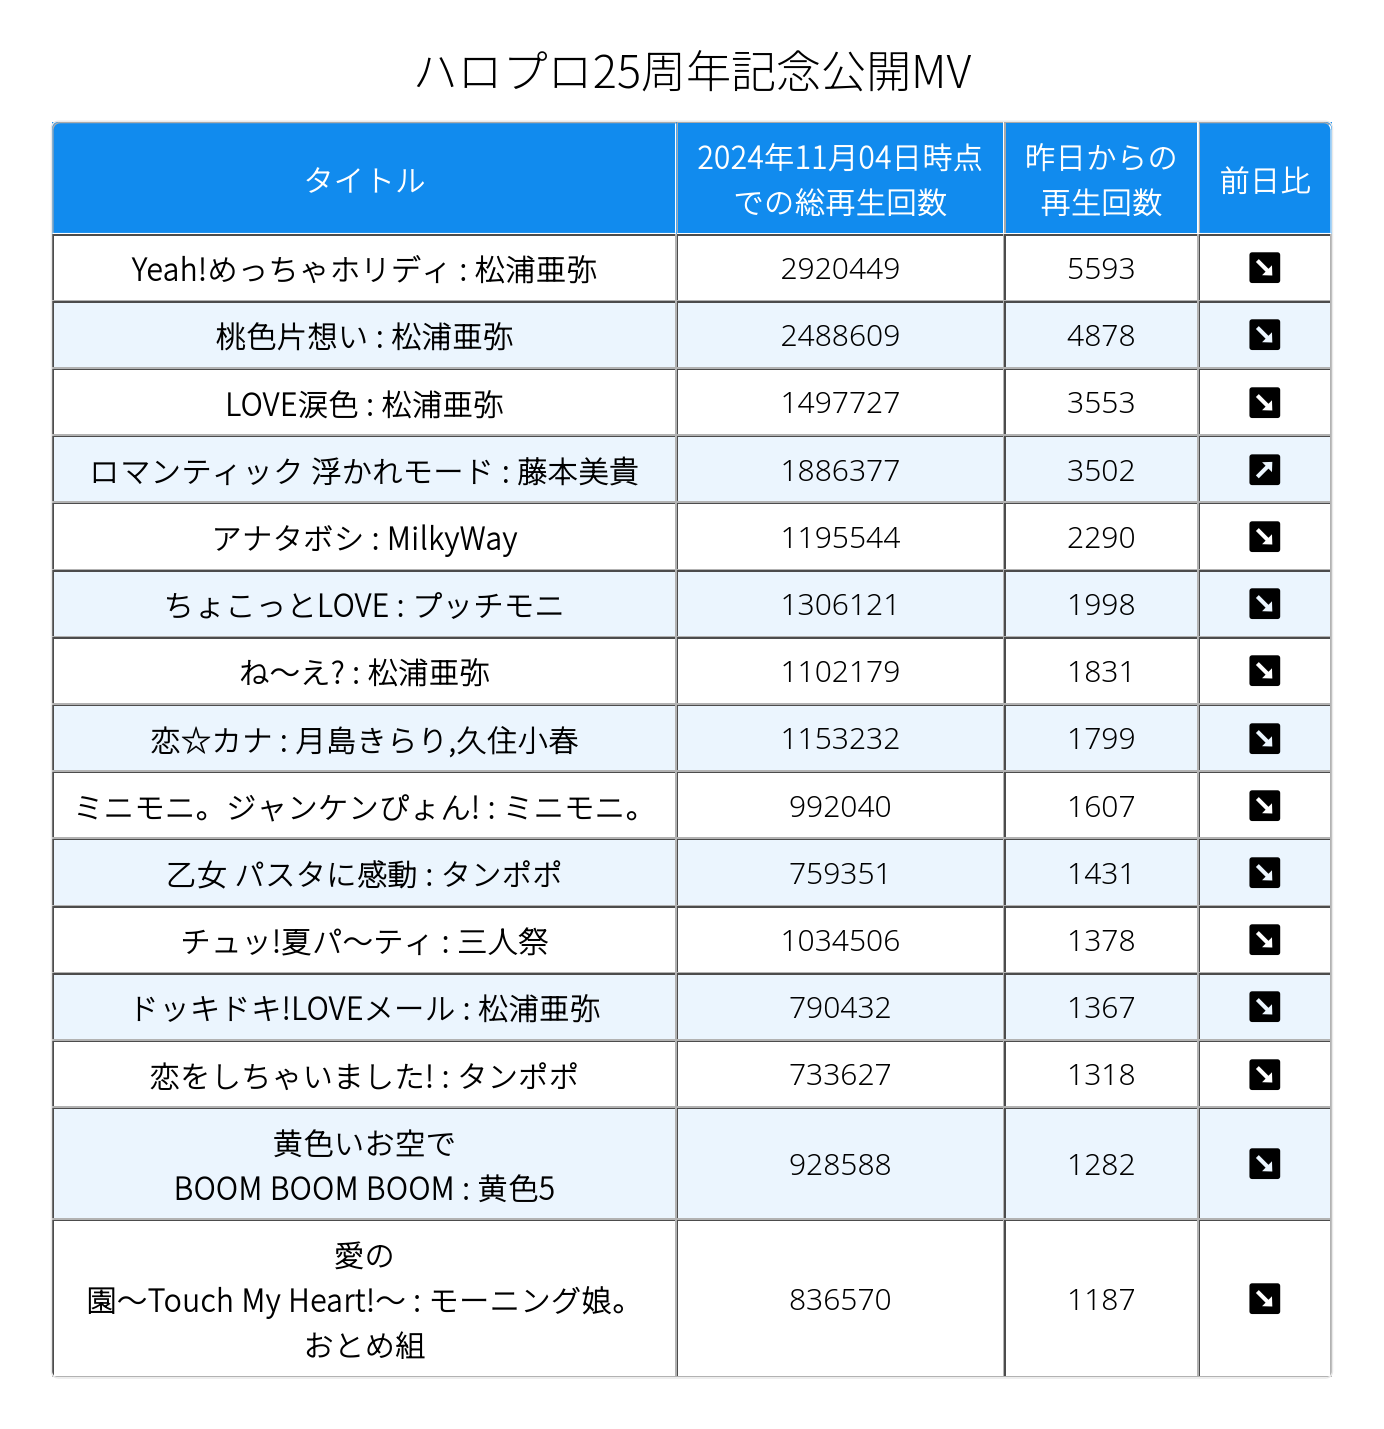 ハロプロ25周年記念公開MV
タイトル 2024年11月04日時点 昨日からの 前日比
での総再生回数 再生回数
Yeah!めっちゃホリディ : 松浦亜弥 2920449 5593 ↘
桃色片想い : 松浦亜弥 2488609 4878 ↘
LOVE涙色 : 松浦亜弥 1497727 3553 ↘
ロマンティック 浮かれモード : 藤本美貴 1886377 3502 ↗
アナタボシ : MilkyWay 1195544 2290 ↘
ちょこっとLOVE : プッチモニ 1306121 1998 ↘
ね〜え? : 松浦亜弥 1102179 1831 ↘
恋☆カナ : 月島きらり,久住小春 1153232 1799 ↘
ミニモニ。ジャンケンぴょん! : ミニモニ。 992040 1607 ↘
乙女 パスタに感動 : タンポポ 759351 1431 ↘
チュッ!夏パ〜ティ : 三人祭 1034506 1378 ↘
ドッキドキ!LOVEメール : 松浦亜弥 790432 1367 ↘
恋をしちゃいました! : タンポポ 733627 1318 ↘
黄色いお空で
BOOM BOOM BOOM : 黄色5 928588 1282 ↘
愛の
園〜Touch My Heart!〜 : モーニング娘。 836570 1187 ↘
おとめ組